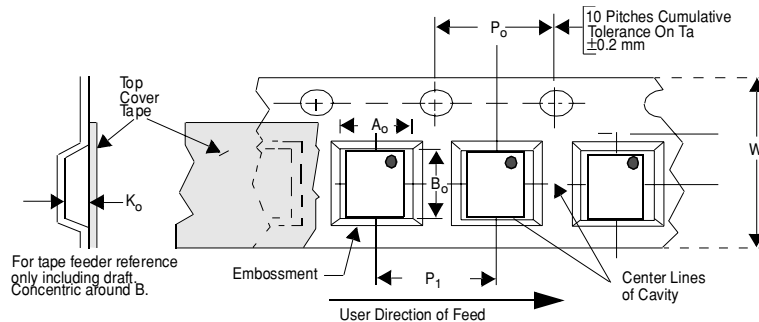 10 Pitches Cumulative
Tolerance On Ta
±0.2 mm
Po
Top
Cover
Tape
Ao
W
Bo
Ko
For tape feeder reference
only including draft.
Concentric around B.
Embossment
P1
Center Lines
of Cavity
User Direction of Feed